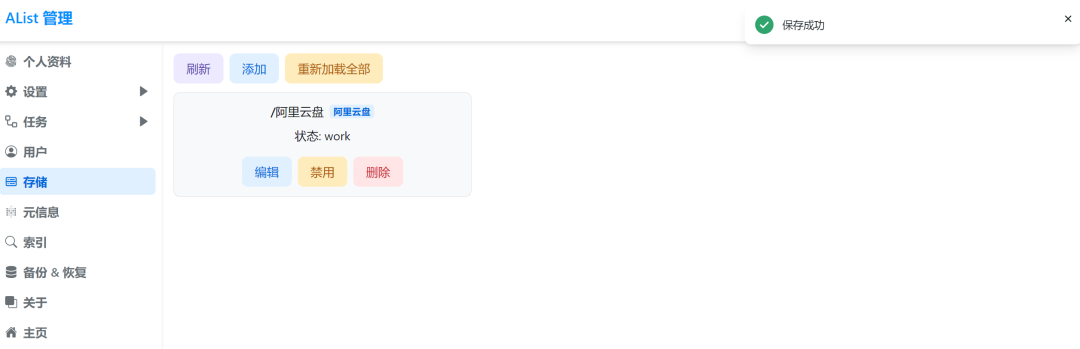 AList 管理
保存成功
个人资料
设置
任务
用户
存储
元信息
索引
备份 & 恢复
关于
主页
刷新 添加 重新加载全部
/阿里云盘 阿里云盘
状态: work
编辑 禁用 删除